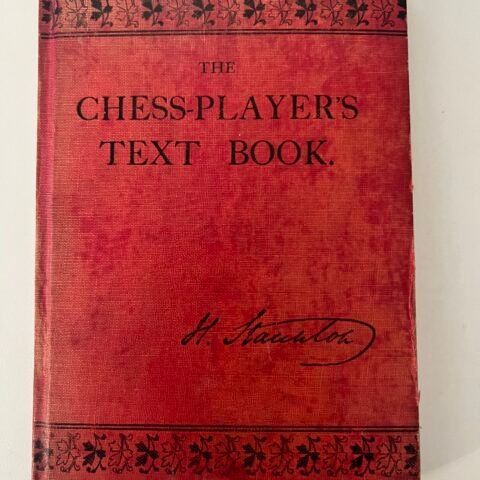 THE
CHESS-PLAYER'S
TEXT BOOK.
H. Staunton